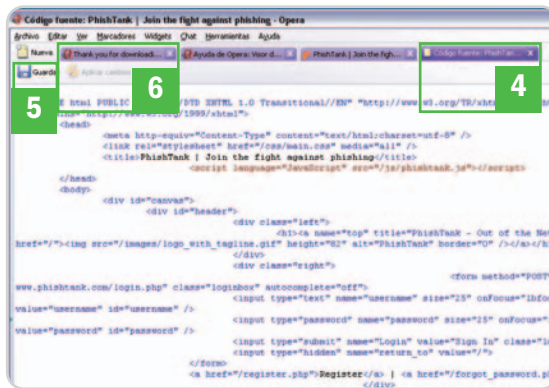 Código fuente: PhishTank | Join the fight against phishing - Opera
Archivo Editar Ver Marcadores Widgets Chat Herramientas Ayuda
Nueva Thank you for downloadi... Ayuda de Opera: Visor d... PhishTank | Join the figh... Código fuente: PhishTan...
Guarda Aplicar cambios
5 6 4
E html PUBLIC /DTD XHTML 1.0 Transitional//EN" "http://www.w3.org/TR/xhtml
/1999/xhtml">
<head>
<meta http-equiv="Content-Type" content="text/html;charset=utf-8" />
<link rel="stylesheet" href="/css/main.css" media="all" />
<title>PhishTank | Join the fight against phishing</title>
<script language="JavaScript" src="/js/phishtank.js"></script>
</head>
<body>
<div id="canvas">
<div id="header">
<div class="left">
<h1><a name="top" title="PhishTank - Out of the Ne
href="/"><img src="/images/logo_with_tagline.gif" height="82" alt="PhishTank" border="0" /></a></h
</div>
<div class="right">
<form method="POST"
www.phishtank.com/login.php" class="loginbox" autocomplete="off">
<input type="text" name="username" size="25" onFocus="
value="username" id="username" />
<input type="password" name="password" size="25" onFocus="
value="password" id="password" />
<input type="submit" name="Login" value="Sign In" class="l
<input type="hidden" name="return_to" value="/">
</form>
<a href="/register.php">Register</a> | <a href="/forgot_password.p
</div>